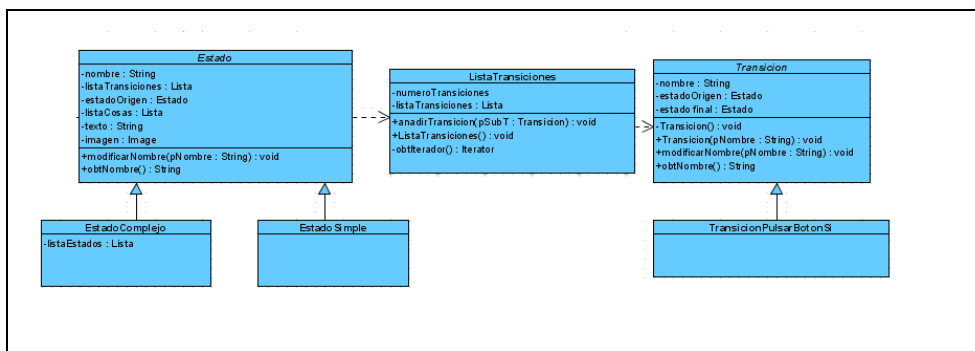 Estado
-nombre : String
-listaTransiciones : Lista
-estadoOrigen : Estado
-listaCosas : Lista
-texto : String
-imagen : Image
+modificarNombre(pNombre : String) : void
+obtNombre() : String
ListaTransiciones
-numeroTransiciones
-listaTransiciones : Lista
+anadirTransicion(pSubT : Transicion) : void
+ListaTransiciones() : void
-obtIterador() : Iterator
Transicion
-nombre : String
-estadoOrigen : Estado
-estado final : Estado
-Transicion() : void
+Transicion(pNombre : String) : void
+modificarNombre(pNombre : String) : void
+obtNombre() : String
EstadoComplejo
-listaEstados : Lista
EstadoSimple
TransicionPulsarBotonSi